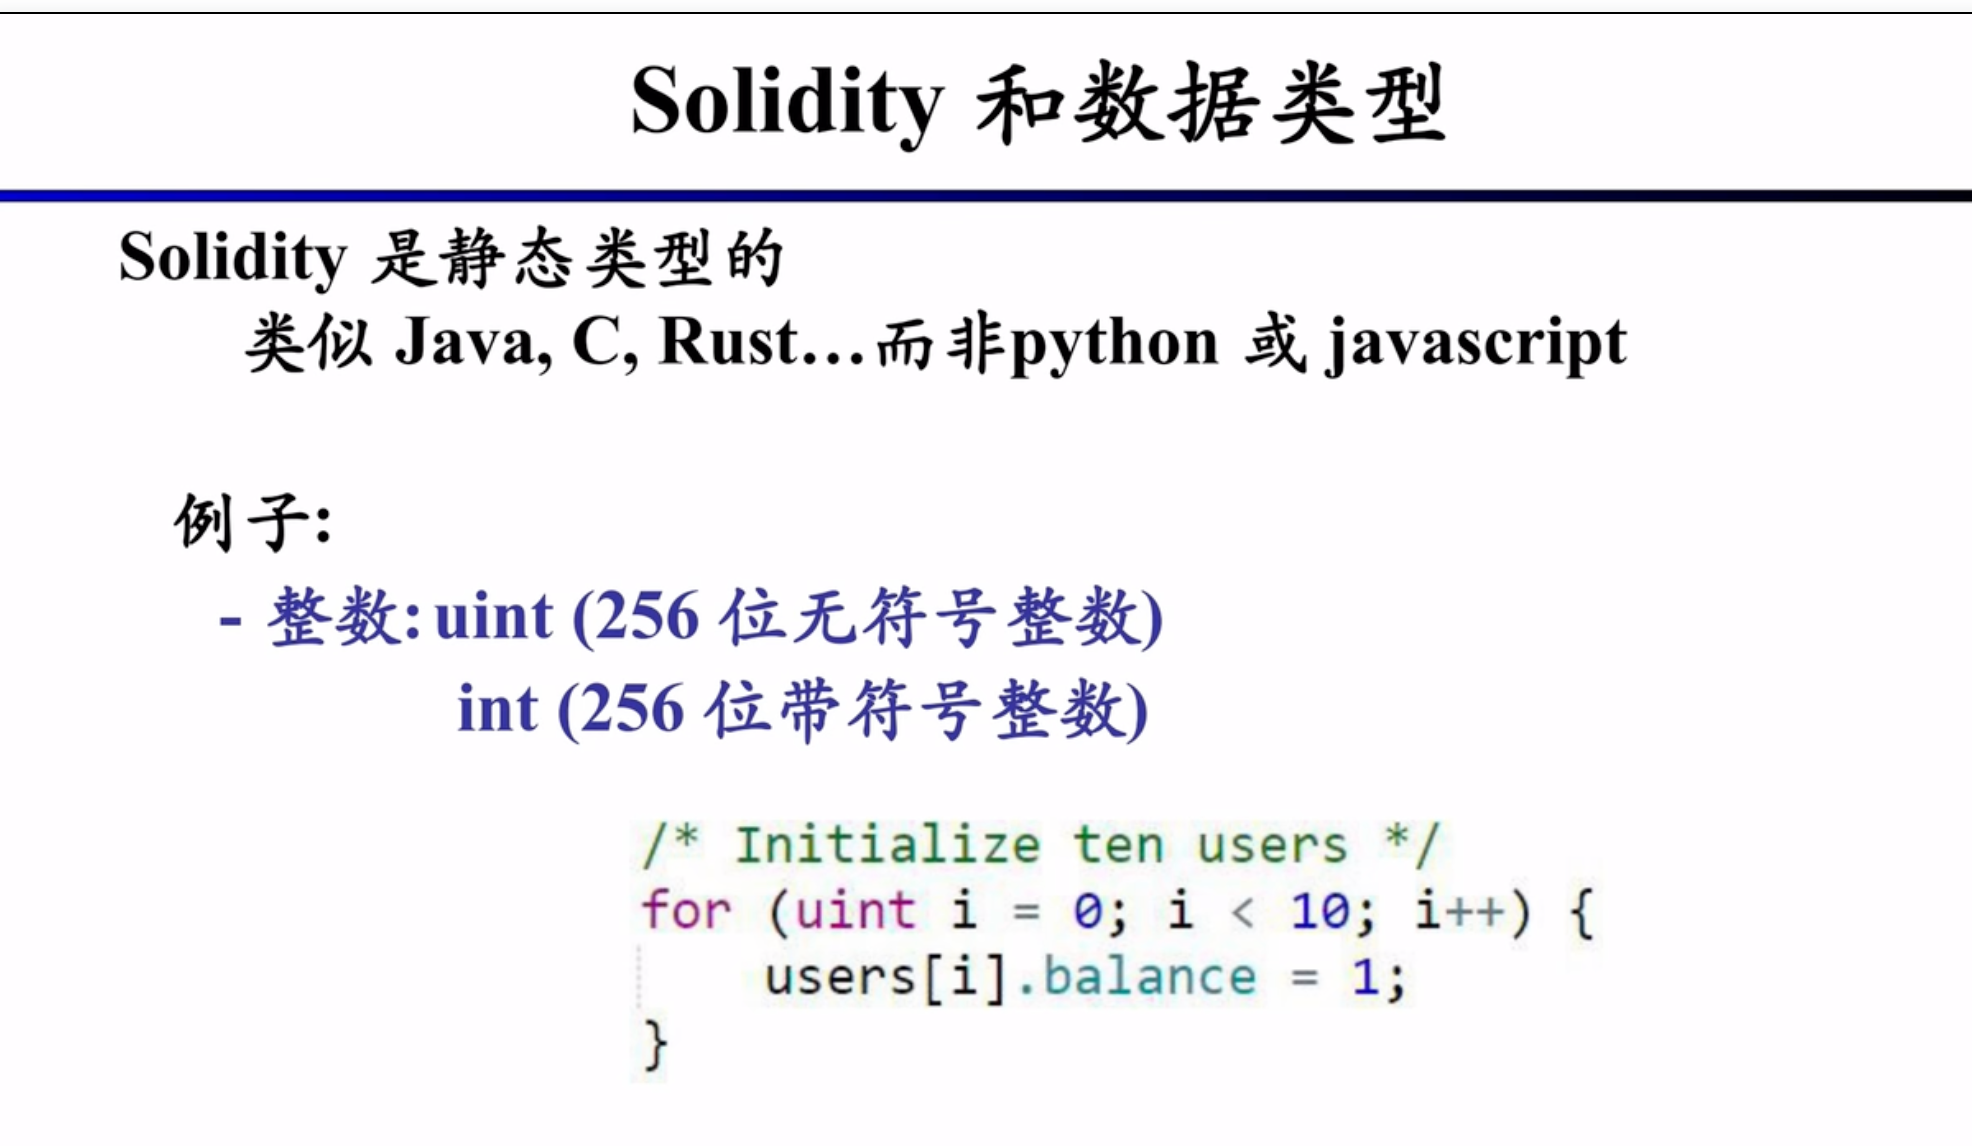 Solidity 和数据类型
Solidity 是静态类型的
类似 Java, C, Rust…而非python 或 javascript
例子:
- 整数: uint (256 位无符号整数)
int (256 位带符号整数)
/* Initialize ten users */
for (uint i = 0; i < 10; i++) {
users[i].balance = 1;
}